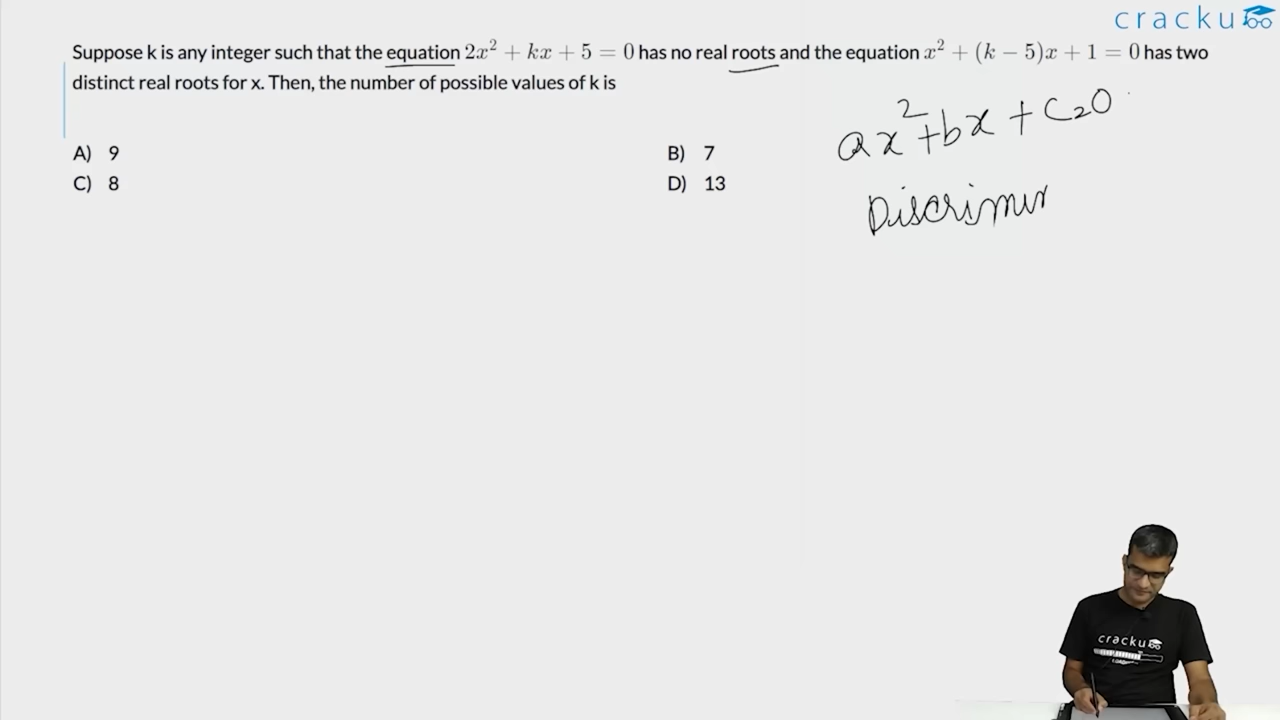 cracku
Suppose k is any integer such that the equation 2x² + kx + 5 = 0 has no real roots and the equation x² + (k − 5)x + 1 = 0 has two
distinct real roots for x. Then, the number of possible values of k is
ax²+bx+c=0
A) 9
B) 7
C) 8
D) 13
Discrimin
cracku
LOADING